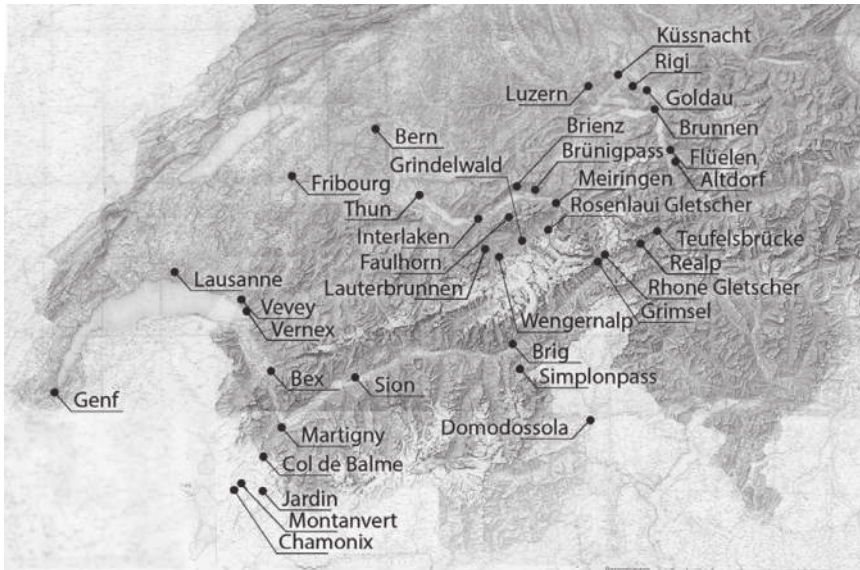 Küssnacht
Rigi
Luzern
Goldau
Brunnen
Bern
Brienz
Grindelwald
Brünigpass
Flüelen
Altdorf
Fribourg
Meiringen
Thun
Rosenlaui Gletscher
Interlaken
Teufelsbrücke
Faulhorn
Realp
Lausanne
Lauterbrunnen
Rhone Gletscher
Vevey
Grimsel
Vernex
Wengernalp
Brig
Bex
Sion
Simplonpass
Genf
Martigny
Domodossola
Col de Balme
Jardin
Montanvert
Chamonix